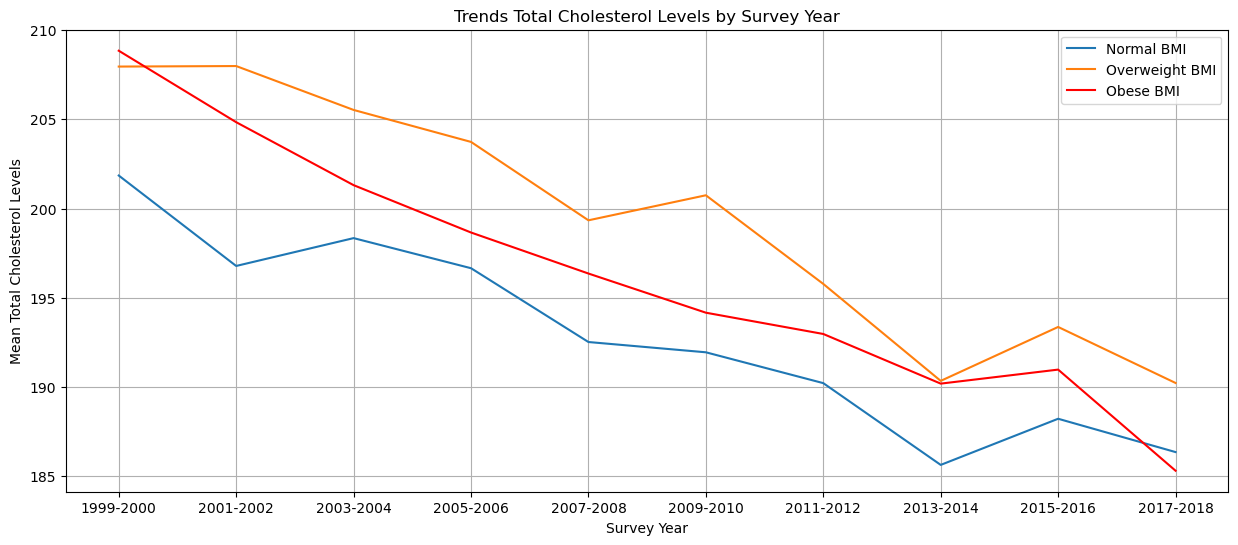 Trends Total Cholesterol Levels by Survey Year
Normal BMI
Overweight BMI
Obese BMI
Mean Total Cholesterol Levels
210
205
200
195
190
185
1999-2000 2001-2002 2003-2004 2005-2006 2007-2008 2009-2010 2011-2012 2013-2014 2015-2016 2017-2018
Survey Year